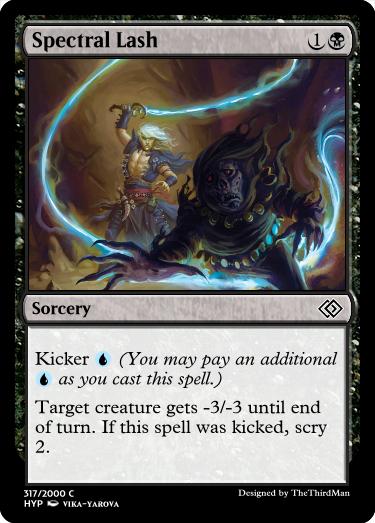 Spectral Lash 1
Sorcery
Kicker (You may pay an additional
as you cast this spell.)
Target creature gets -3/-3 until end
of turn. If this spell was kicked, scry
2.
317/2000 C
HYP VIKA-YAROVA
Designed by TheThirdMan